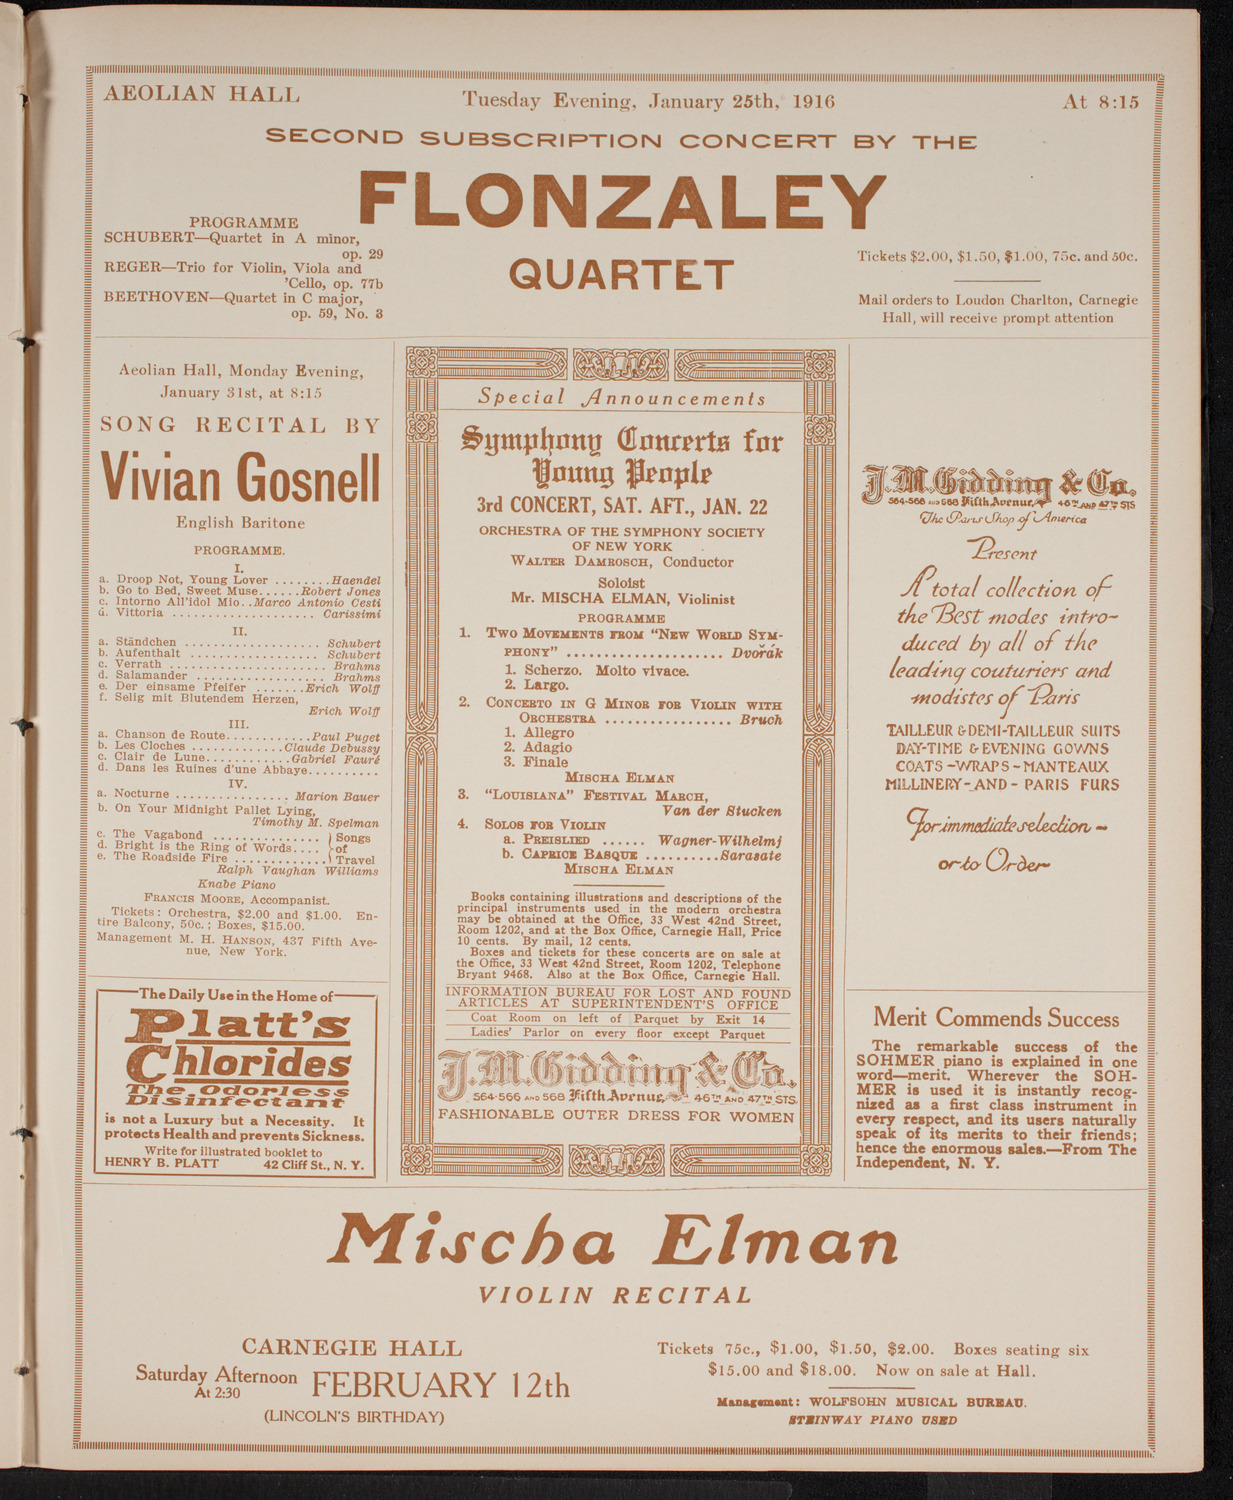 AEOLIAN HALL
Tuesday Evening, January 25th, 1916
At 8:15
SECOND SUBSCRIPTION CONCERT BY THE
FLONZALEY
QUARTET
PROGRAMME
SCHUBERT—Quartet in A minor,
op. 29
REGER—Trio for Violin, Viola and
'Cello, op. 77b
BEETHOVEN—Quartet in C major,
op. 59, No. 3
Tickets $2.00, $1.50, $1.00, 75c. and 50c.
Mail orders to Loudon Charlton, Carnegie
Hall, will receive prompt attention
Aeolian Hall, Monday Evening,
January 31st, at 8:15
SONG RECITAL BY
Vivian Gosnell
English Baritone
PROGRAMME.
I.
a. Droop Not, Young Lover ........Haendel
b. Go to Bed, Sweet Muse......Robert Jones
c. Intorno All'idol Mio..Marco Antonio Cesti
d. Vittoria .................... Carissimi
II.
a. Ständchen ................... Schubert
b. Aufenthalt .................. Schubert
c. Verrath ...................... Brahms
d. Salamander .................. Brahms
e. Der einsame Pfeifer .......Erich Wolff
f. Selig mit Blutendem Herzen,
Erich Wolff
III.
a. Chanson de Route............Paul Puget
b. Les Cloches .............Claude Debussy
c. Clair de Lune............Gabriel Fauré
d. Dans les Ruines d'une Abbaye..........
IV.
a. Nocturne ................ Marion Bauer
b. On Your Midnight Pallet Lying,
Timothy M. Spelman
c. The Vagabond ............... } Songs
d. Bright is the Ring of Words.... } of
e. The Roadside Fire ............ } Travel
Ralph Vaughan Williams
Knabe Piano
FRANCIS MOORE, Accompanist.
Tickets: Orchestra, $2.00 and $1.00. En-
tire Balcony, 50c.; Boxes, $15.00.
Management M. H. HANSON, 437 Fifth Ave-
nue, New York.
The Daily Use in the Home of
Platt's
Chlorides
The Odorless
Disinfectant
is not a Luxury but a Necessity. It
protects Health and prevents Sickness.
Write for illustrated booklet to
HENRY B. PLATT 42 Cliff St., N. Y.
Special Announcements
Symphony Concerts for
Young People
3rd CONCERT, SAT. AFT., JAN. 22
ORCHESTRA OF THE SYMPHONY SOCIETY
OF NEW YORK
WALTER DAMROSCH, Conductor
Soloist
Mr. MISCHA ELMAN, Violinist
PROGRAMME
1. TWO MOVEMENTS FROM "NEW WORLD SYM-
PHONY" ...................... Dvořák
1. Scherzo. Molto vivace.
2. Largo.
2. CONCERTO IN G MINOR FOR VIOLIN WITH
ORCHESTRA ................ Bruch
1. Allegro
2. Adagio
3. Finale
MISCHA ELMAN
3. "LOUISIANA" FESTIVAL MARCH,
Van der Stucken
4. SOLOS FOR VIOLIN
a. PREISLIED ...... Wagner-Wilhelmj
b. CAPRICE BASQUE ..........Sarasate
MISCHA ELMAN
Books containing illustrations and descriptions of the
principal instruments used in the modern orchestra
may be obtained at the Office, 33 West 42nd Street,
Room 1202, and at the Box Office, Carnegie Hall, Price
10 cents. By mail, 12 cents.
Boxes and tickets for these concerts are on sale at
the Office, 33 West 42nd Street, Room 1202, Telephone
Bryant 9468. Also at the Box Office, Carnegie Hall.
INFORMATION BUREAU FOR LOST AND FOUND
ARTICLES AT SUPERINTENDENT'S OFFICE
Coat Room on left of Parquet by Exit 14
Ladies' Parlor on every floor except Parquet
J.M. Gidding & Co.
564-566 AND 568 Fifth Avenue, 46TH AND 47TH STS.
FASHIONABLE OUTER DRESS FOR WOMEN
J.M. Gidding & Co.
564-566 AND 568 Fifth Avenue, 46TH AND 47TH STS
The Paris Shop of America
Present
A total collection of
the Best modes intro-
duced by all of the
leading couturiers and
modistes of Paris
TAILLEUR & DEMI-TAILLEUR SUITS
DAY-TIME & EVENING GOWNS
COATS - WRAPS - MANTEAUX
MILLINERY - AND - PARIS FURS
For immediate selection -
or to Order
Merit Commends Success
The remarkable success of the
SOHMER piano is explained in one
word—merit. Wherever the SOH-
MER is used it is instantly recog-
nized as a first class instrument in
every respect, and its users naturally
speak of its merits to their friends;
hence the enormous sales.—From The
Independent, N. Y.
Mischa Elman
VIOLIN RECITAL
CARNEGIE HALL
Saturday Afternoon
At 2:30
FEBRUARY 12th
(LINCOLN'S BIRTHDAY)
Tickets 75c., $1.00, $1.50, $2.00. Boxes seating six
$15.00 and $18.00. Now on sale at Hall.
Management: WOLFSOHN MUSICAL BUREAU.
STEINWAY PIANO USED